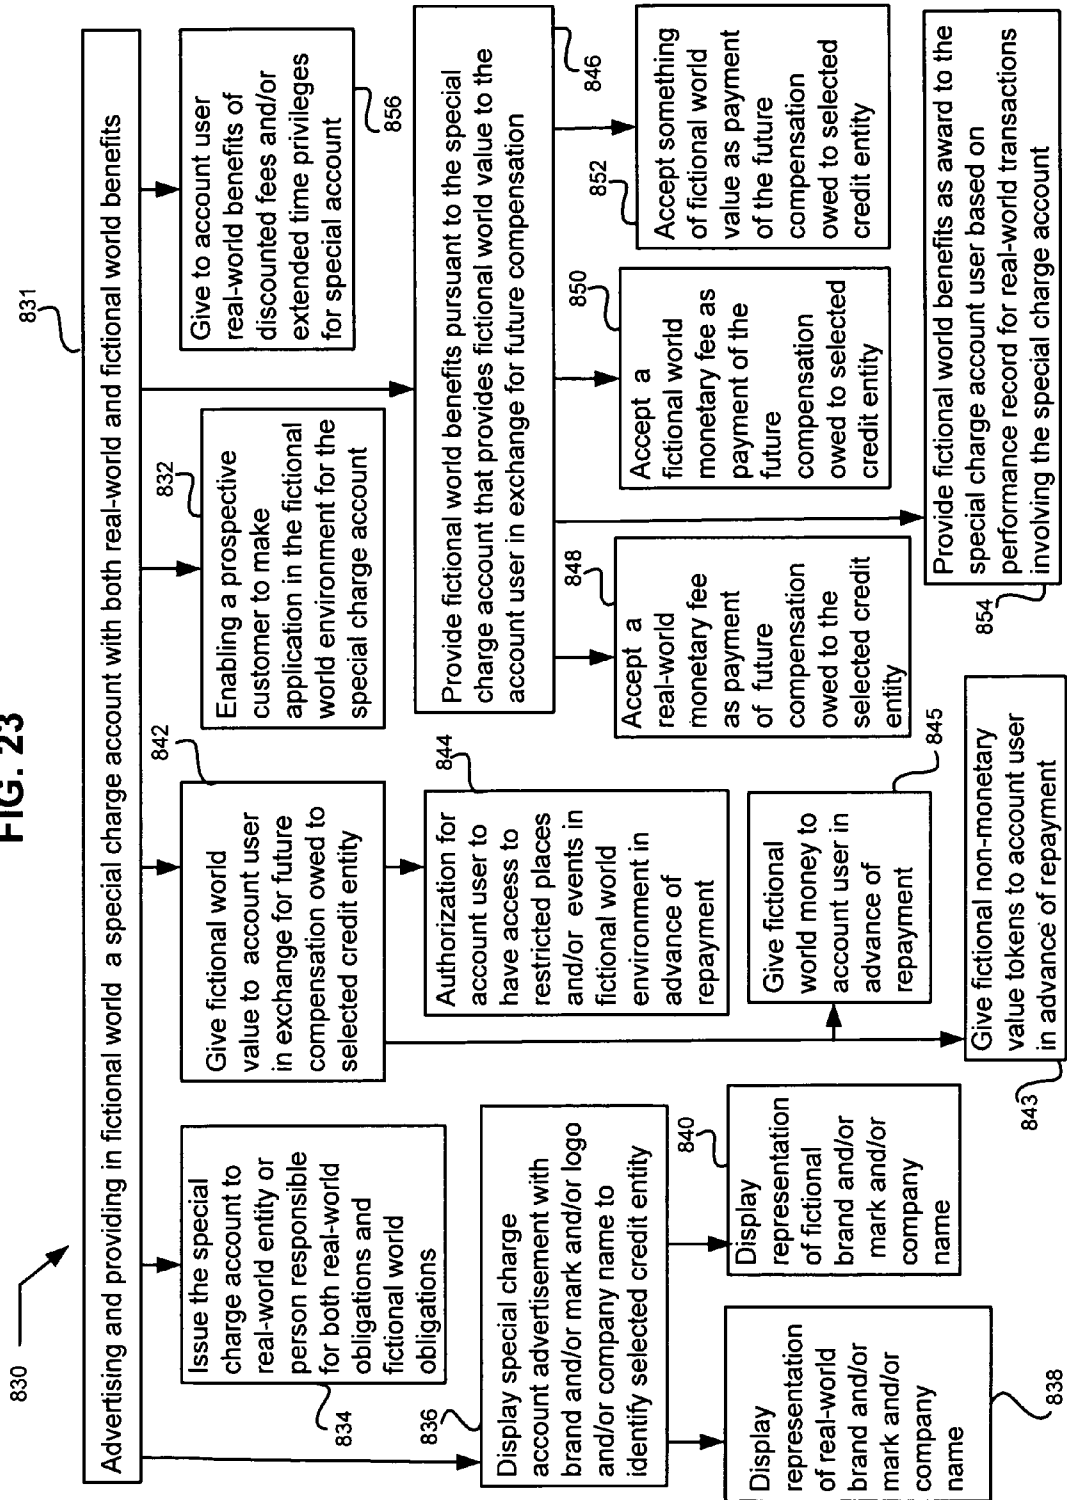 FIG. 23
830
831
Advertising and providing in fictional world a special charge account with both real-world and fictional world benefits
Issue the special
charge account to
real-world entity or
person responsible
for both real-world
obligations and
fictional world
obligations
834
836
Display special charge
account advertisement with
brand and/or mark and/or logo
and/or company name to
identify selected credit entity
Display
representation
of real-world
brand and/or
mark and/or
company
name
838
840
Display
representation
of fictional
brand and/or
mark and/or
company
name
842
Give fictional world
value to account user
in exchange for future
compensation owed to
selected credit entity
844
Authorization for
account user to
have access to
restricted places
and/or events in
fictional world
environment in
advance of
repayment
845
Give fictional
world money to
account user in
advance of
repayment
843
Give fictional non-monetary
value tokens to account user
in advance of repayment
832
Enabling a prospective
customer to make
application in the fictional
world environment for the
special charge account
Give to account user
real-world benefits of
discounted fees and/or
extended time privileges
for special account
856
Provide fictional world benefits pursuant to the special
charge account that provides fictional world value to the
account user in exchange for future compensation
846
848
Accept a
real-world
monetary fee
as payment
of future
compensation
owed to the
selected credit
entity
850
Accept a
fictional world
monetary fee as
payment of the
future
compensation
owed to selected
credit entity
852
Accept something
of fictional world
value as payment
of the future
compensation
owed to selected
credit entity
854
Provide fictional world benefits as award to the
special charge account user based on
performance record for real-world transactions
involving the special charge account